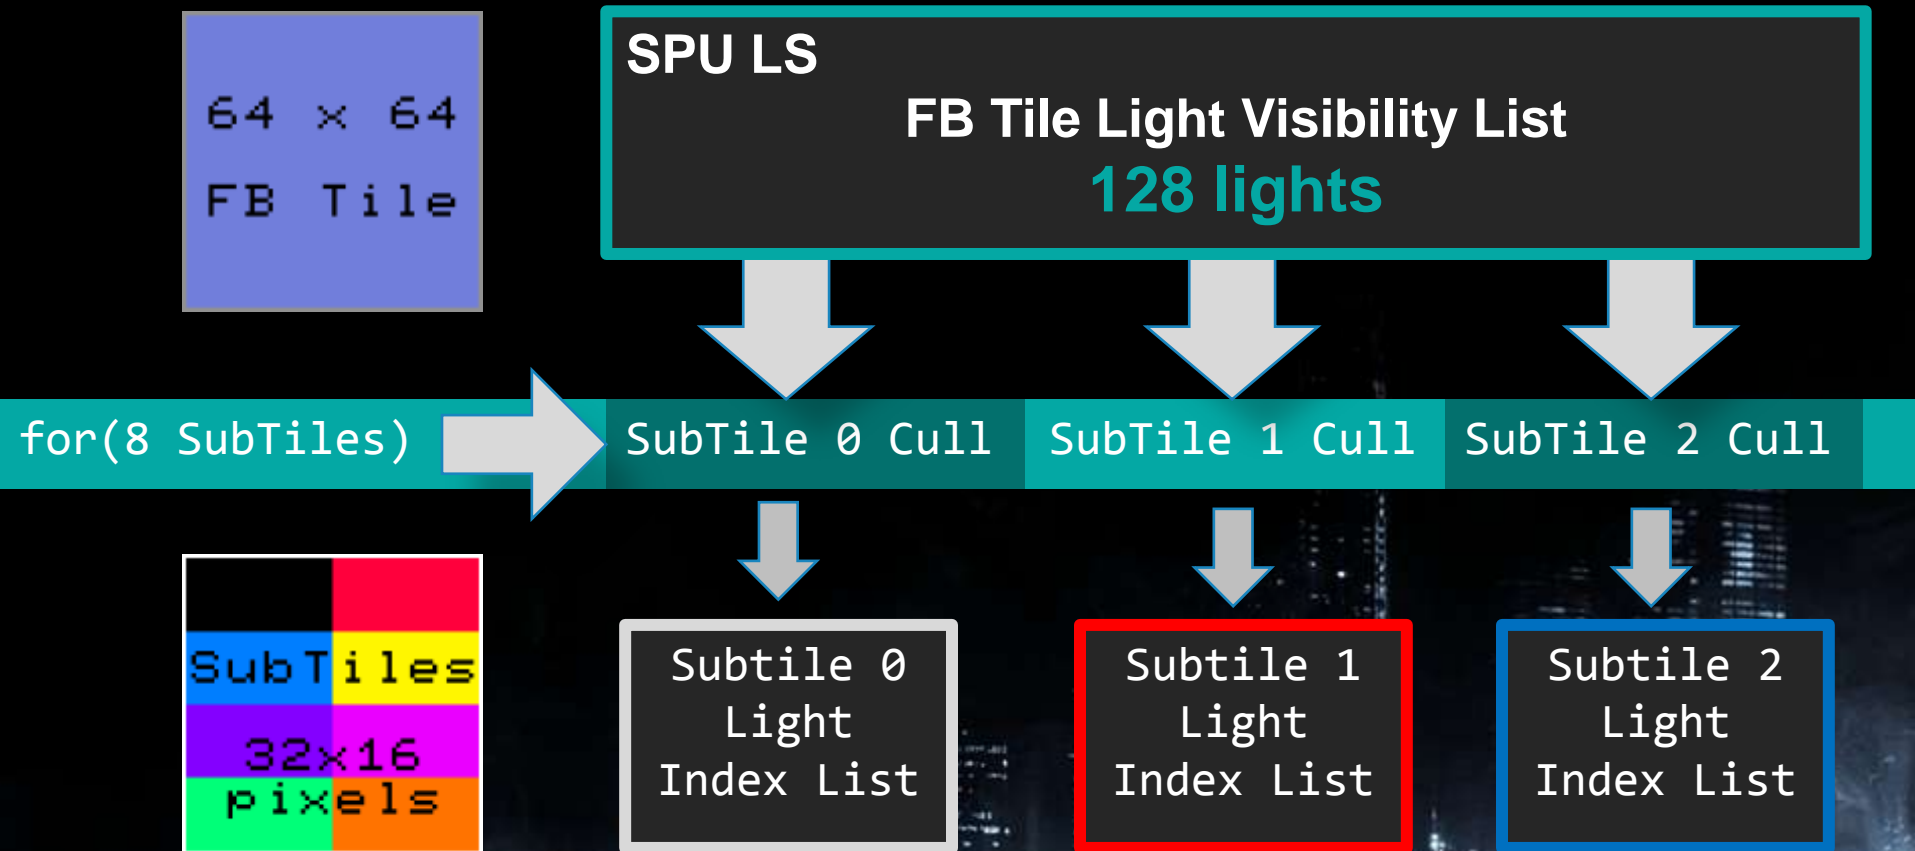 64 x 64
FB Tile
SPU LS
FB Tile Light Visibility List
128 lights
for(8 SubTiles)
SubTile 0 Cull
SubTile 1 Cull
SubTile 2 Cull
SubTiles
32x16
pixels
Subtile 0
Light
Index List
Subtile 1
Light
Index List
Subtile 2
Light
Index List